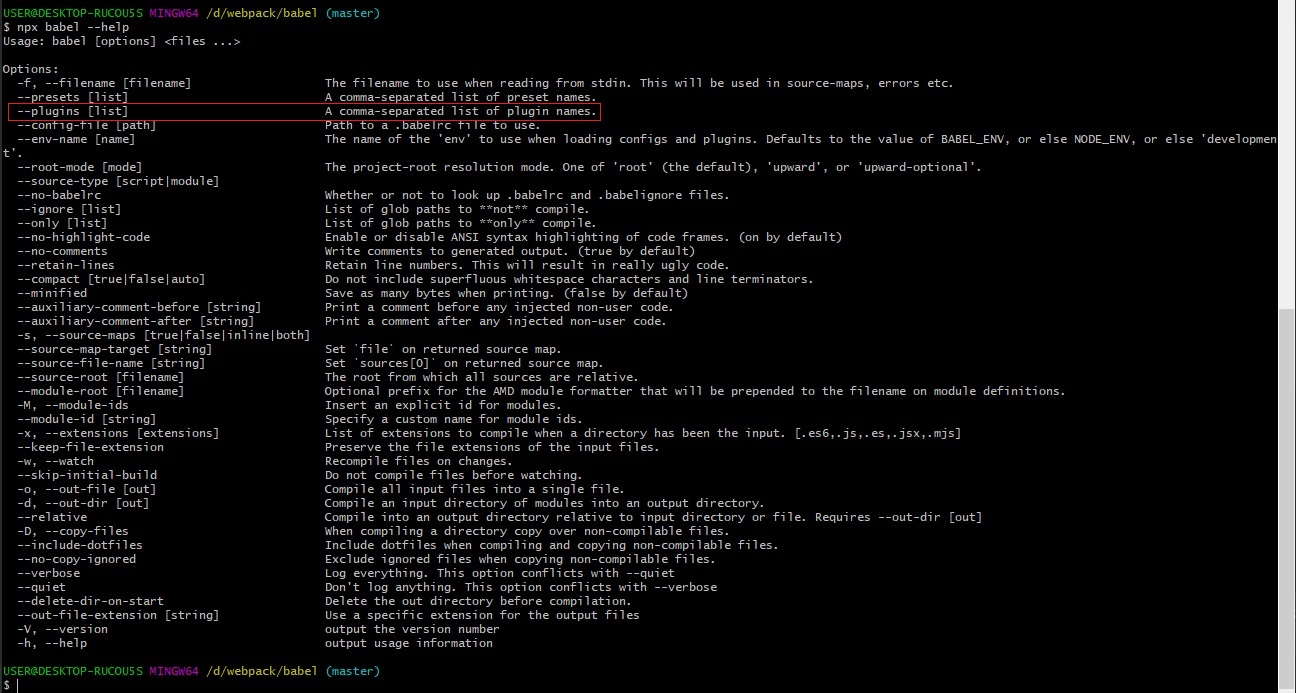 USER@DESKTOP-RUCOU5S MINGW64 /d/webpack/babel (master)
$ npx babel --help
Usage: babel [options] <files ...>

Options:
  -f, --filename [filename]                   The filename to use when reading from stdin. This will be used in source-maps, errors etc.
  --presets [list]                            A comma-separated list of preset names.
  --plugins [list]                            A comma-separated list of plugin names.
  --config-file [path]                        Path to a .babelrc file to use.
  --env-name [name]                           The name of the 'env' to use when loading configs and plugins. Defaults to the value of BABEL_ENV, or else NODE_ENV, or else 'developmen
t'.
  --root-mode [mode]                          The project-root resolution mode. One of 'root' (the default), 'upward', or 'upward-optional'.
  --source-type [script|module]
  --no-babelrc                                Whether or not to look up .babelrc and .babelignore files.
  --ignore [list]                             List of glob paths to **not** compile.
  --only [list]                               List of glob paths to **only** compile.
  --no-highlight-code                         Enable or disable ANSI syntax highlighting of code frames. (on by default)
  --no-comments                               Write comments to generated output. (true by default)
  --retain-lines                              Retain line numbers. This will result in really ugly code.
  --compact [true|false|auto]                 Do not include superfluous whitespace characters and line terminators.
  --minified                                  Save as many bytes when printing. (false by default)
  --auxiliary-comment-before [string]         Print a comment before any injected non-user code.
  --auxiliary-comment-after [string]          Print a comment after any injected non-user code.
  -s, --source-maps [true|false|inline|both]
  --source-map-target [string]                Set `file` on returned source map.
  --source-file-name [string]                 Set `sources[0]` on returned source map.
  --source-root [filename]                    The root from which all sources are relative.
  --module-root [filename]                    Optional prefix for the AMD module formatter that will be prepended to the filename on module definitions.
  -M, --module-ids                            Insert an explicit id for modules.
  --module-id [string]                        Specify a custom name for module ids.
  -x, --extensions [extensions]               List of extensions to compile when a directory has been the input. [.es6,.js,.es,.jsx,.mjs]
  --keep-file-extension                       Preserve the file extensions of the input files.
  -w, --watch                                 Recompile files on changes.
  --skip-initial-build                        Do not compile files before watching.
  -o, --out-file [out]                        Compile all input files into a single file.
  -d, --out-dir [out]                         Compile an input directory of modules into an output directory.
  --relative                                  Compile into an output directory relative to input directory or file. Requires --out-dir [out]
  -D, --copy-files                            When compiling a directory copy over non-compilable files.
  --include-dotfiles                          Include dotfiles when compiling and copying non-compilable files.
  --no-copy-ignored                           Exclude ignored files when copying non-compilable files.
  --verbose                                   Log everything. This option conflicts with --quiet
  --quiet                                     Don't log anything. This option conflicts with --verbose
  --delete-dir-on-start                       Delete the out directory before compilation.
  --out-file-extension [string]               Use a specific extension for the output files
  -V, --version                               output the version number
  -h, --help                                  output usage information

USER@DESKTOP-RUCOU5S MINGW64 /d/webpack/babel (master)
$